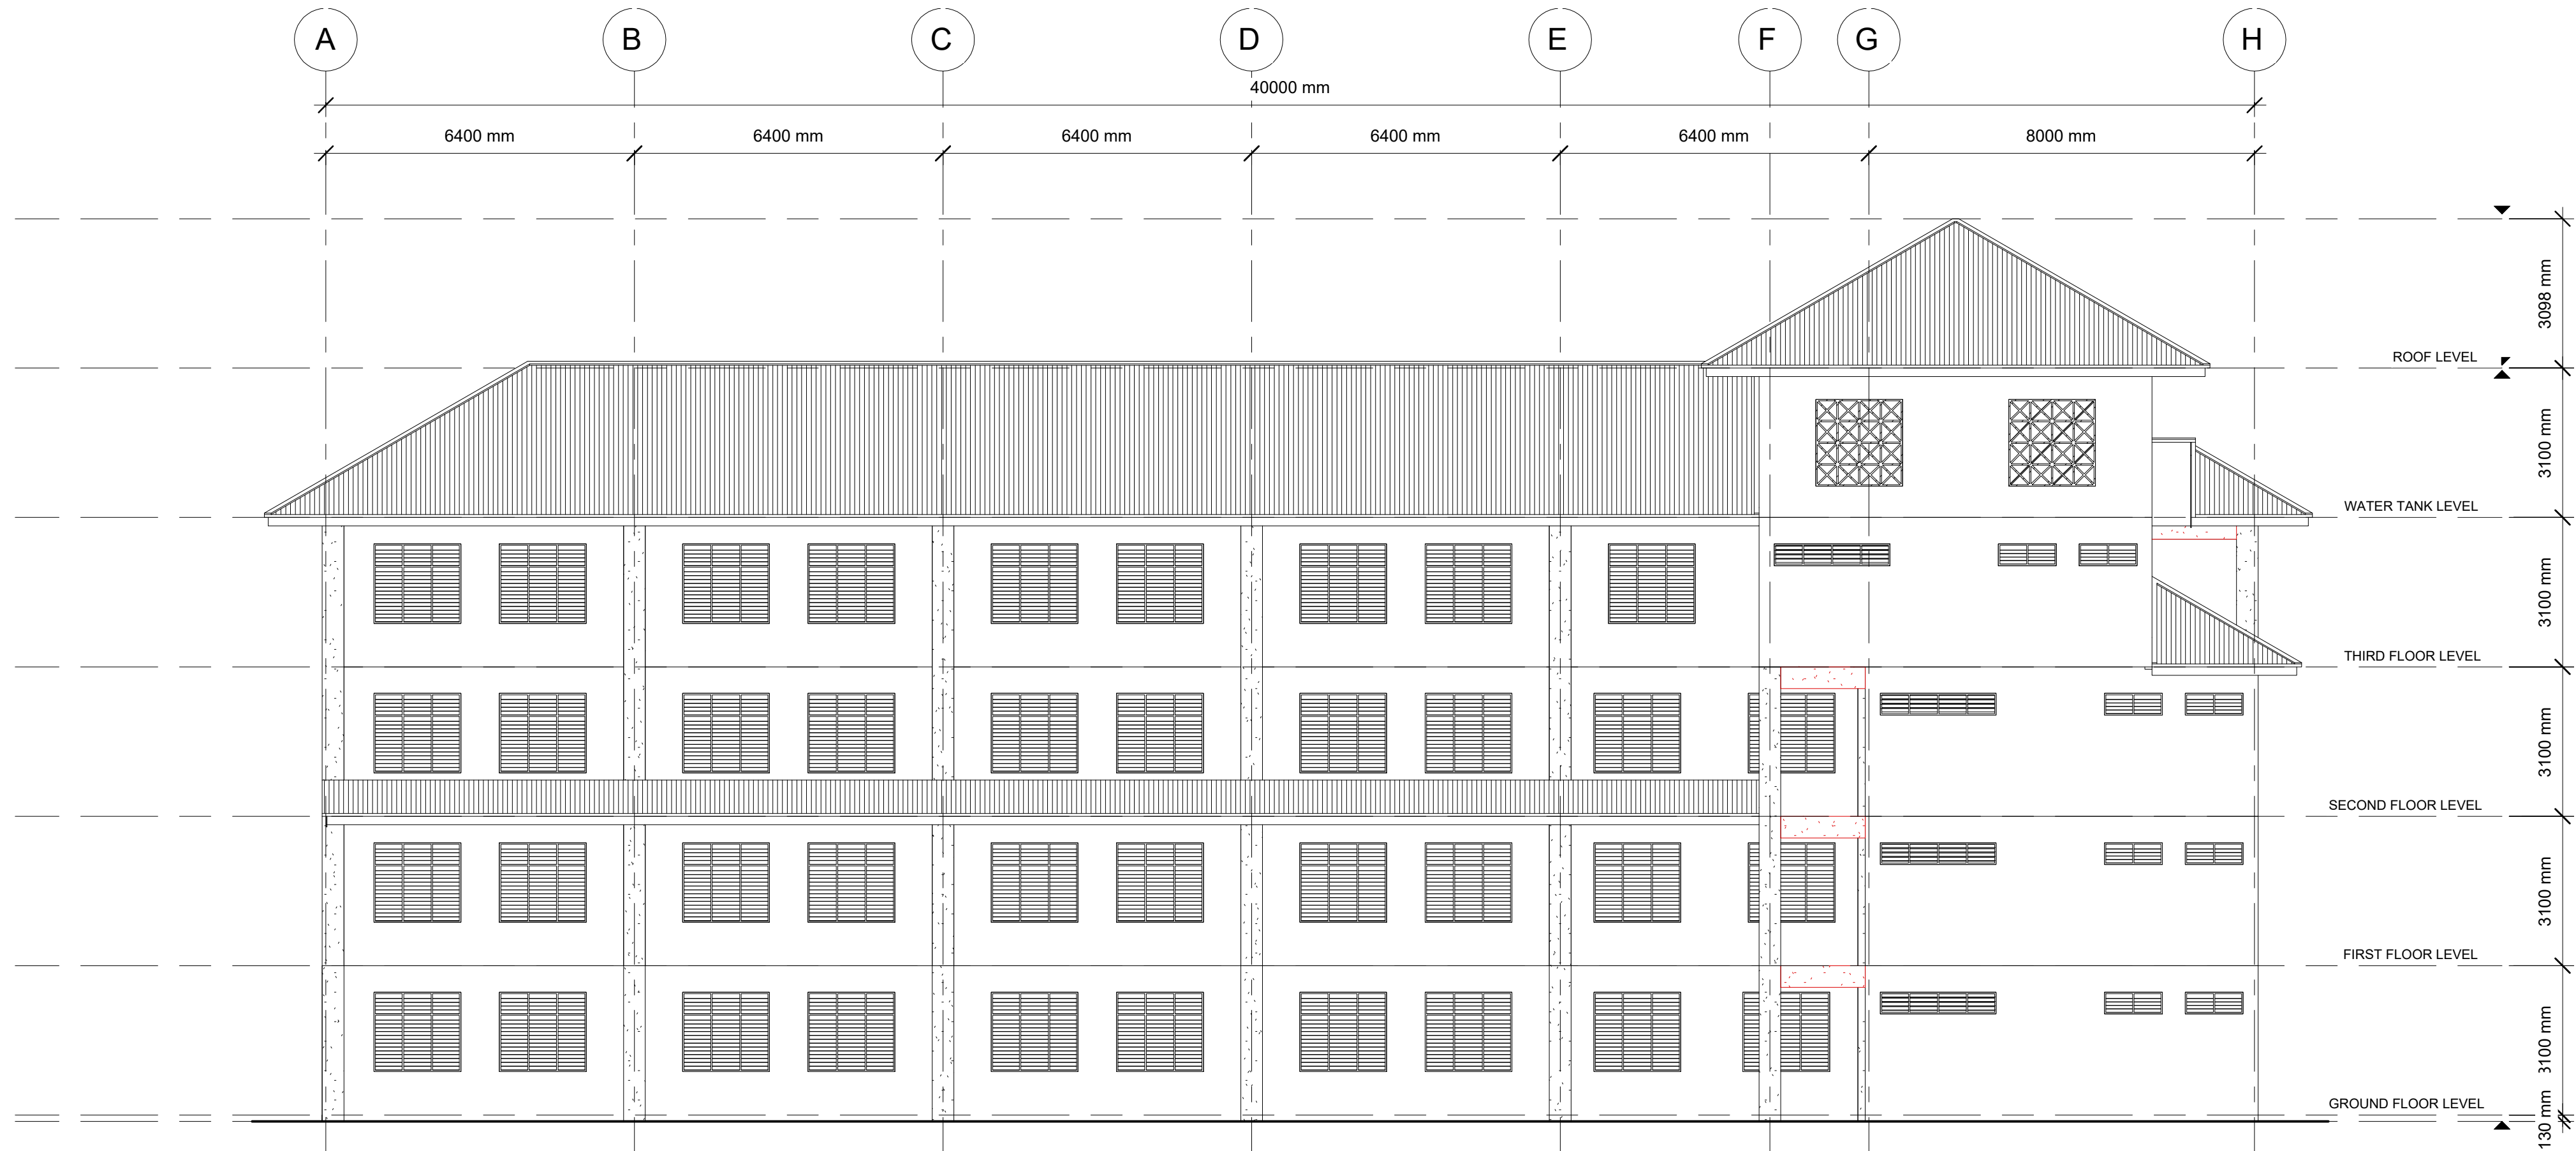 A B C D E F G H
40000 mm
6400 mm 6400 mm 6400 mm 6400 mm 6400 mm 8000 mm
3098 mm
ROOF LEVEL
3100 mm
WATER TANK LEVEL
3100 mm
THIRD FLOOR LEVEL
3100 mm
SECOND FLOOR LEVEL
3100 mm
FIRST FLOOR LEVEL
3100 mm
GROUND FLOOR LEVEL
130 mm